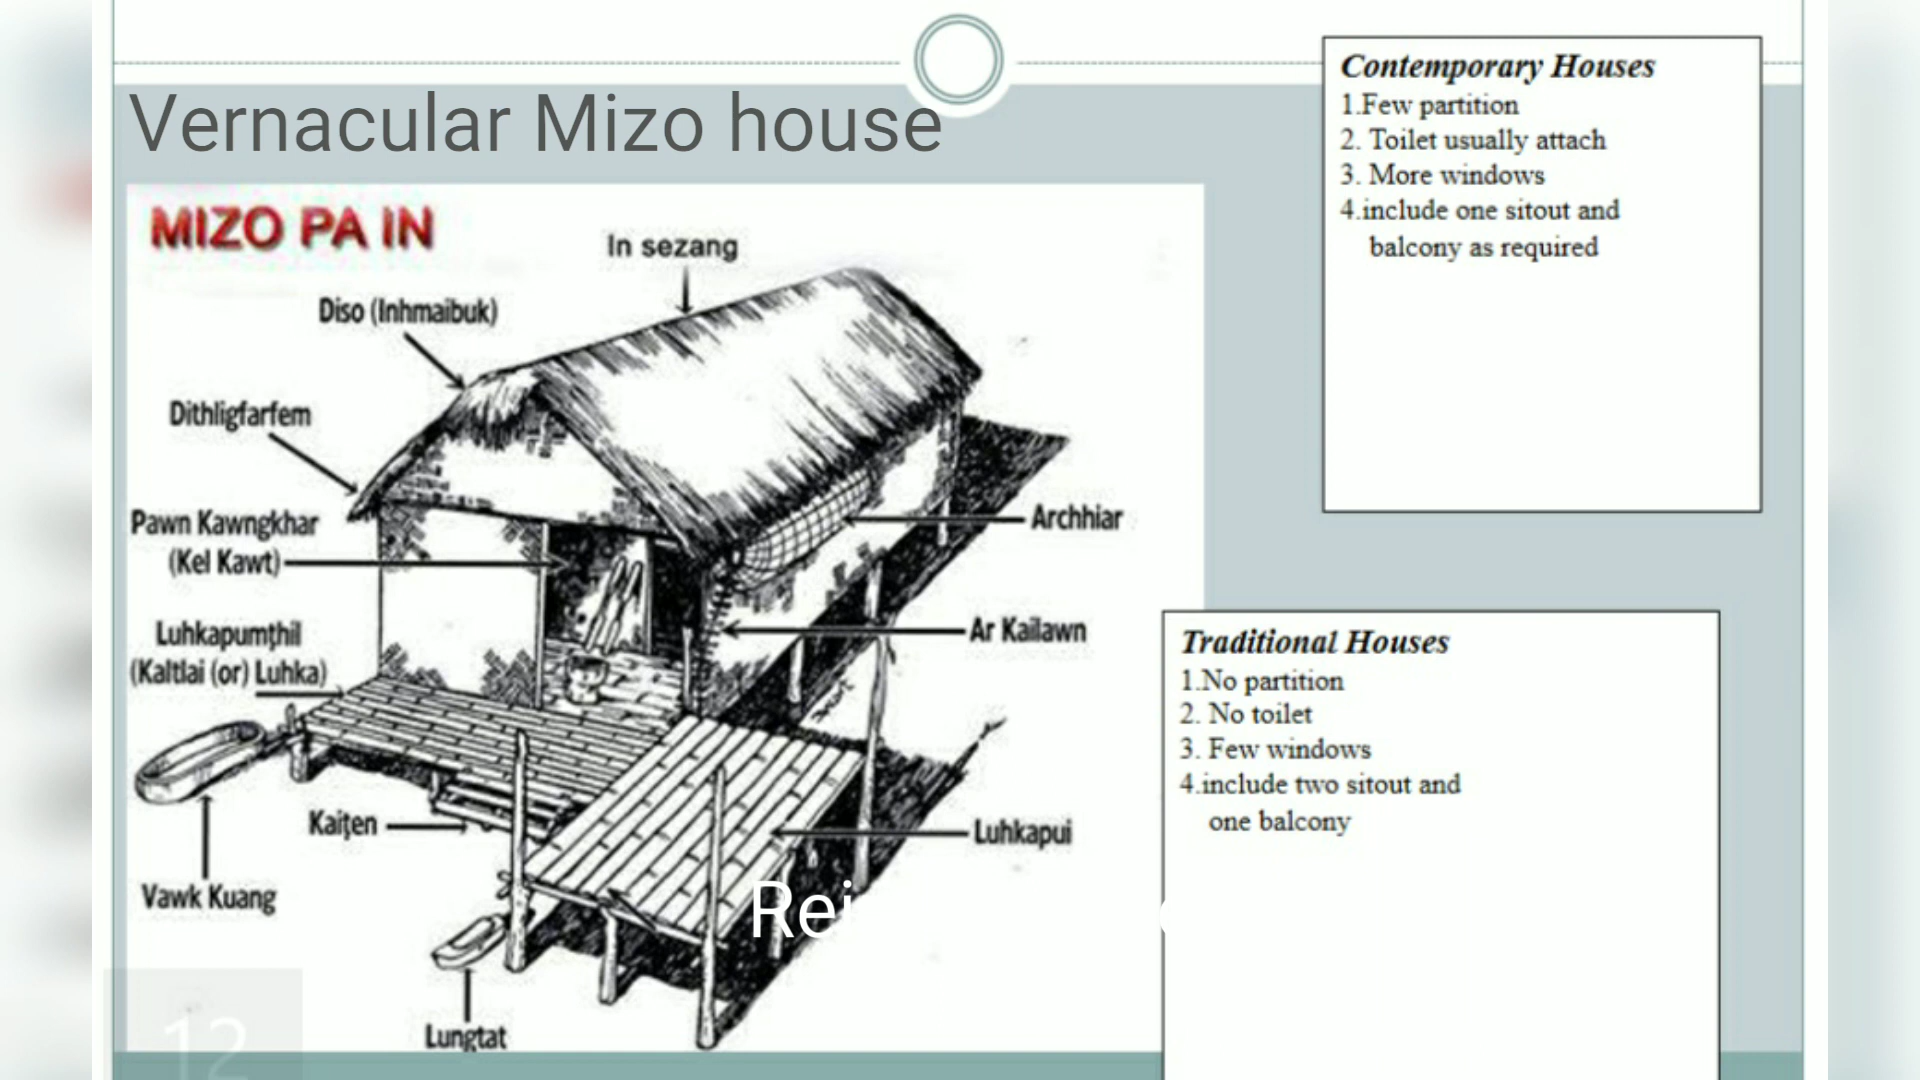 Vernacular Mizo house
MIZO PA IN
In sezang
Diso (Inhmaibuk)
Dithligfarfem
Pawn Kawngkhar
(Kel Kawt)
Luhkapumṭhil
(Kaltlai (or) Luhka)
Archhiar
Ar Kailawn
Kaiṭen
Luhkapui
Vawk Kuang
Lungtat
12
Contemporary Houses
1.Few partition
2. Toilet usually attach
3. More windows
4.include one sitout and
balcony as required
Traditional Houses
1.No partition
2. No toilet
3. Few windows
4.include two sitout and
one balcony